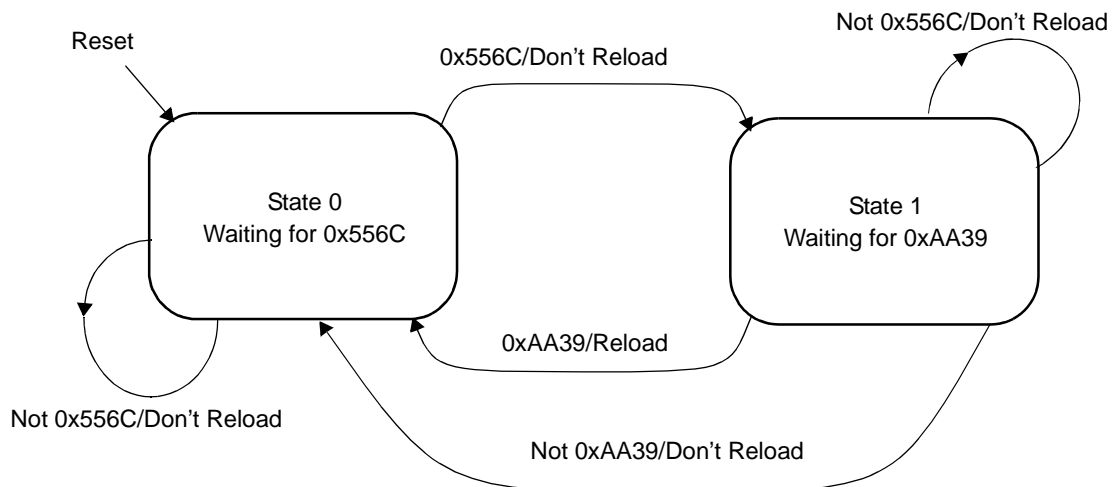 Reset
0x556C/Don't Reload
Not 0x556C/Don't Reload
State 0
Waiting for 0x556C
State 1
Waiting for 0xAA39
0xAA39/Reload
Not 0x556C/Don't Reload
Not 0xAA39/Don't Reload